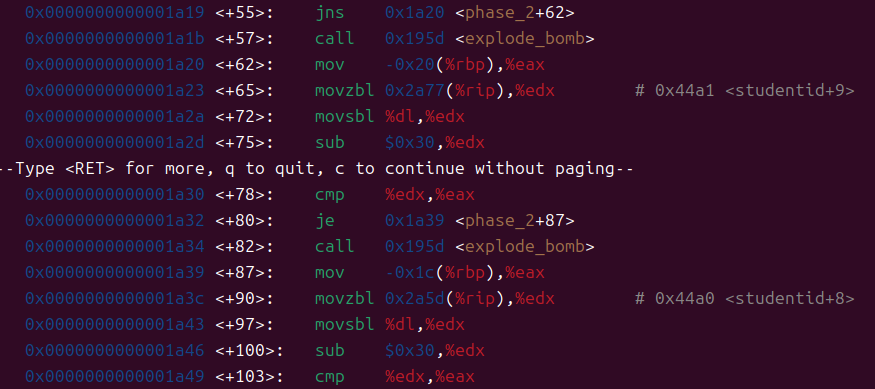 0x0000000000001a19 <+55>: jns 0x1a20 <phase_2+62>
0x0000000000001a1b <+57>: call 0x195d <explode_bomb>
0x0000000000001a20 <+62>: mov -0x20(%rbp),%eax
0x0000000000001a23 <+65>: movzbl 0x2a77(%rip),%edx # 0x44a1 <studentid+9>
0x0000000000001a2a <+72>: movsbl %dl,%edx
0x0000000000001a2d <+75>: sub $0x30,%edx
--Type <RET> for more, q to quit, c to continue without paging--
0x0000000000001a30 <+78>: cmp %edx,%eax
0x0000000000001a32 <+80>: je 0x1a39 <phase_2+87>
0x0000000000001a34 <+82>: call 0x195d <explode_bomb>
0x0000000000001a39 <+87>: mov -0x1c(%rbp),%eax
0x0000000000001a3c <+90>: movzbl 0x2a5d(%rip),%edx # 0x44a0 <studentid+8>
0x0000000000001a43 <+97>: movsbl %dl,%edx
0x0000000000001a46 <+100>: sub $0x30,%edx
0x0000000000001a49 <+103>: cmp %edx,%eax